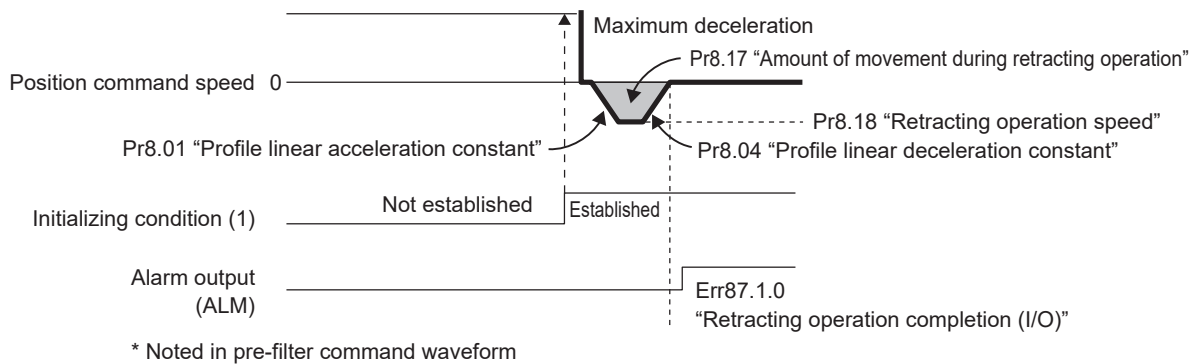 Maximum deceleration
Pr8.17 “Amount of movement during retracting operation”
Position command speed 0
Pr8.18 “Retracting operation speed”
Pr8.01 “Profile linear acceleration constant”
Pr8.04 “Profile linear deceleration constant”
Initializing condition (1)
Not established
Established
Alarm output
(ALM)
Err87.1.0
“Retracting operation completion (I/O)”
* Noted in pre-filter command waveform